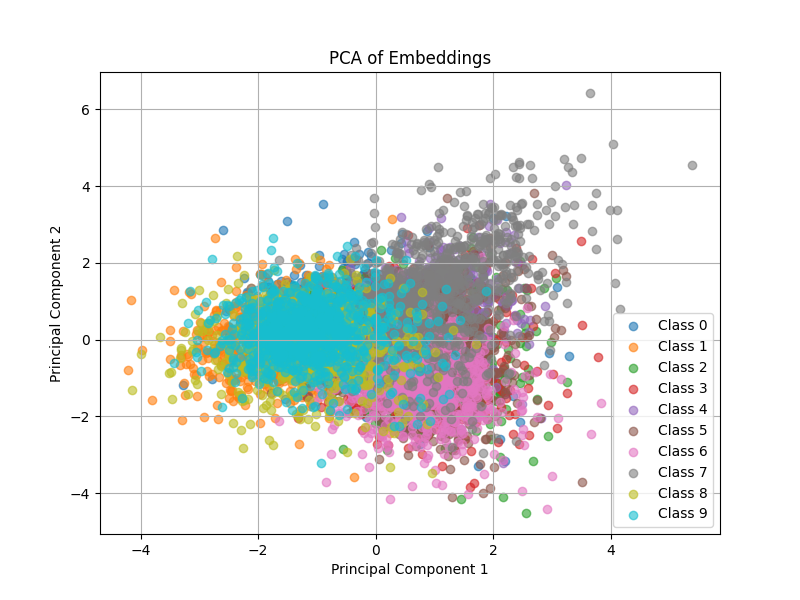 PCA of Embeddings
6
4
2
0
−2
−4
Principal Component 2
−4
−2
0
2
4
Principal Component 1
Class 0
Class 1
Class 2
Class 3
Class 4
Class 5
Class 6
Class 7
Class 8
Class 9